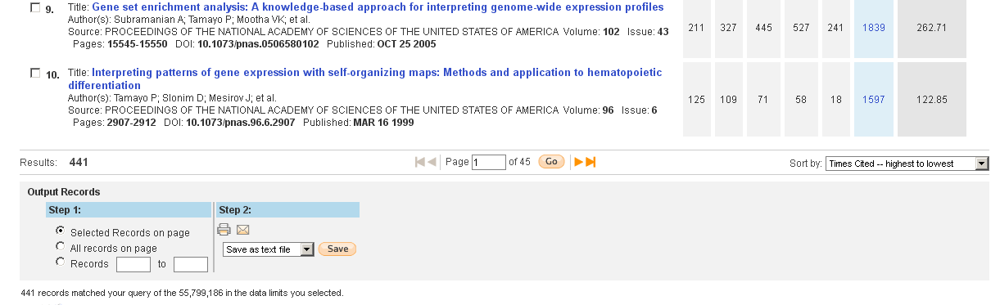 9. Title: Gene set enrichment analysis: A knowledge-based approach for interpreting genome-wide expression profiles
Author(s): Subramanian A; Tamayo P; Mootha VK; et al.
Source: PROCEEDINGS OF THE NATIONAL ACADEMY OF SCIENCES OF THE UNITED STATES OF AMERICA Volume: 102 Issue: 43
Pages: 15545-15550 DOI: 10.1073/pnas.0506580102 Published: OCT 25 2005
211 327 445 527 241 1839 262.71
10. Title: Interpreting patterns of gene expression with self-organizing maps: Methods and application to hematopoietic
differentiation
Author(s): Tamayo P; Slonim D; Mesirov J; et al.
Source: PROCEEDINGS OF THE NATIONAL ACADEMY OF SCIENCES OF THE UNITED STATES OF AMERICA Volume: 96 Issue: 6
Pages: 2907-2912 DOI: 10.1073/pnas.96.6.2907 Published: MAR 16 1999
125 109 71 58 18 1597 122.85
Results: 441 Page 1 of 45 Go Sort by: Times Cited -- highest to lowest
Output Records
Step 1: Step 2:
Selected Records on page
All records on page Save as text file Save
Records to
441 records matched your query of the 55,799,186 in the data limits you selected.